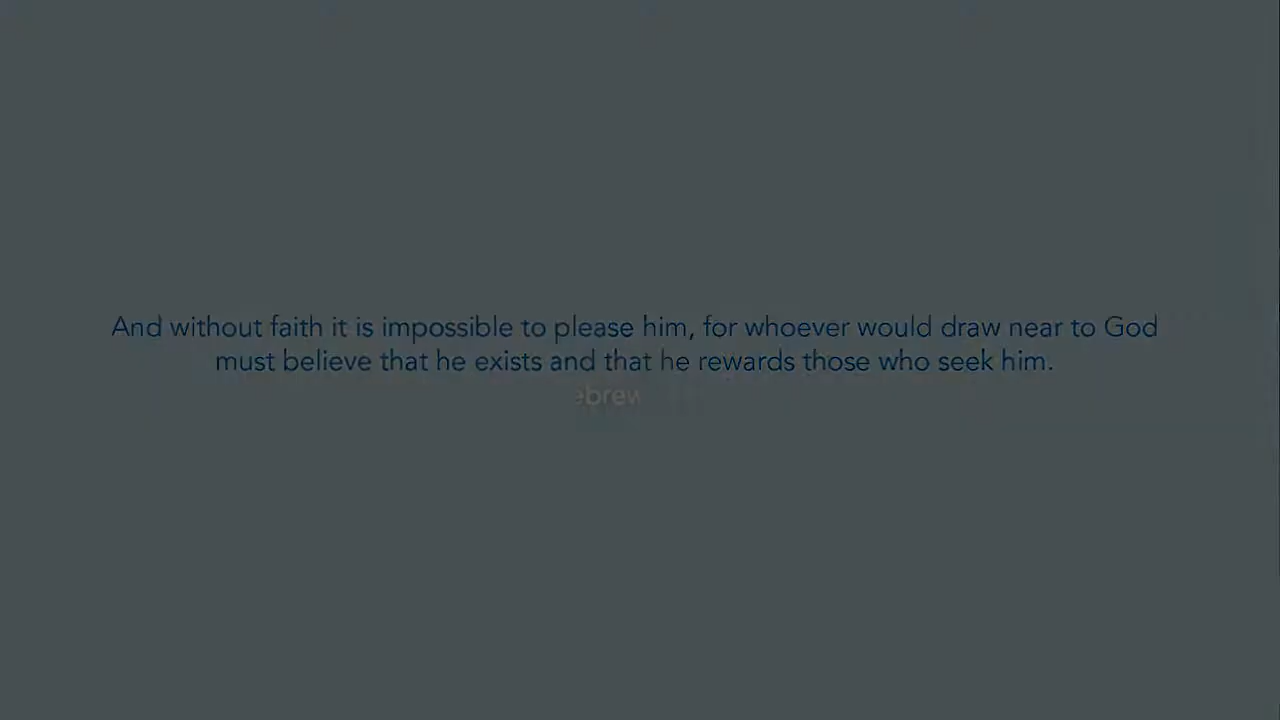 And without faith it is impossible to please him, for whoever would draw near to God
must believe that he exists and that he rewards those who seek him.
ebrew